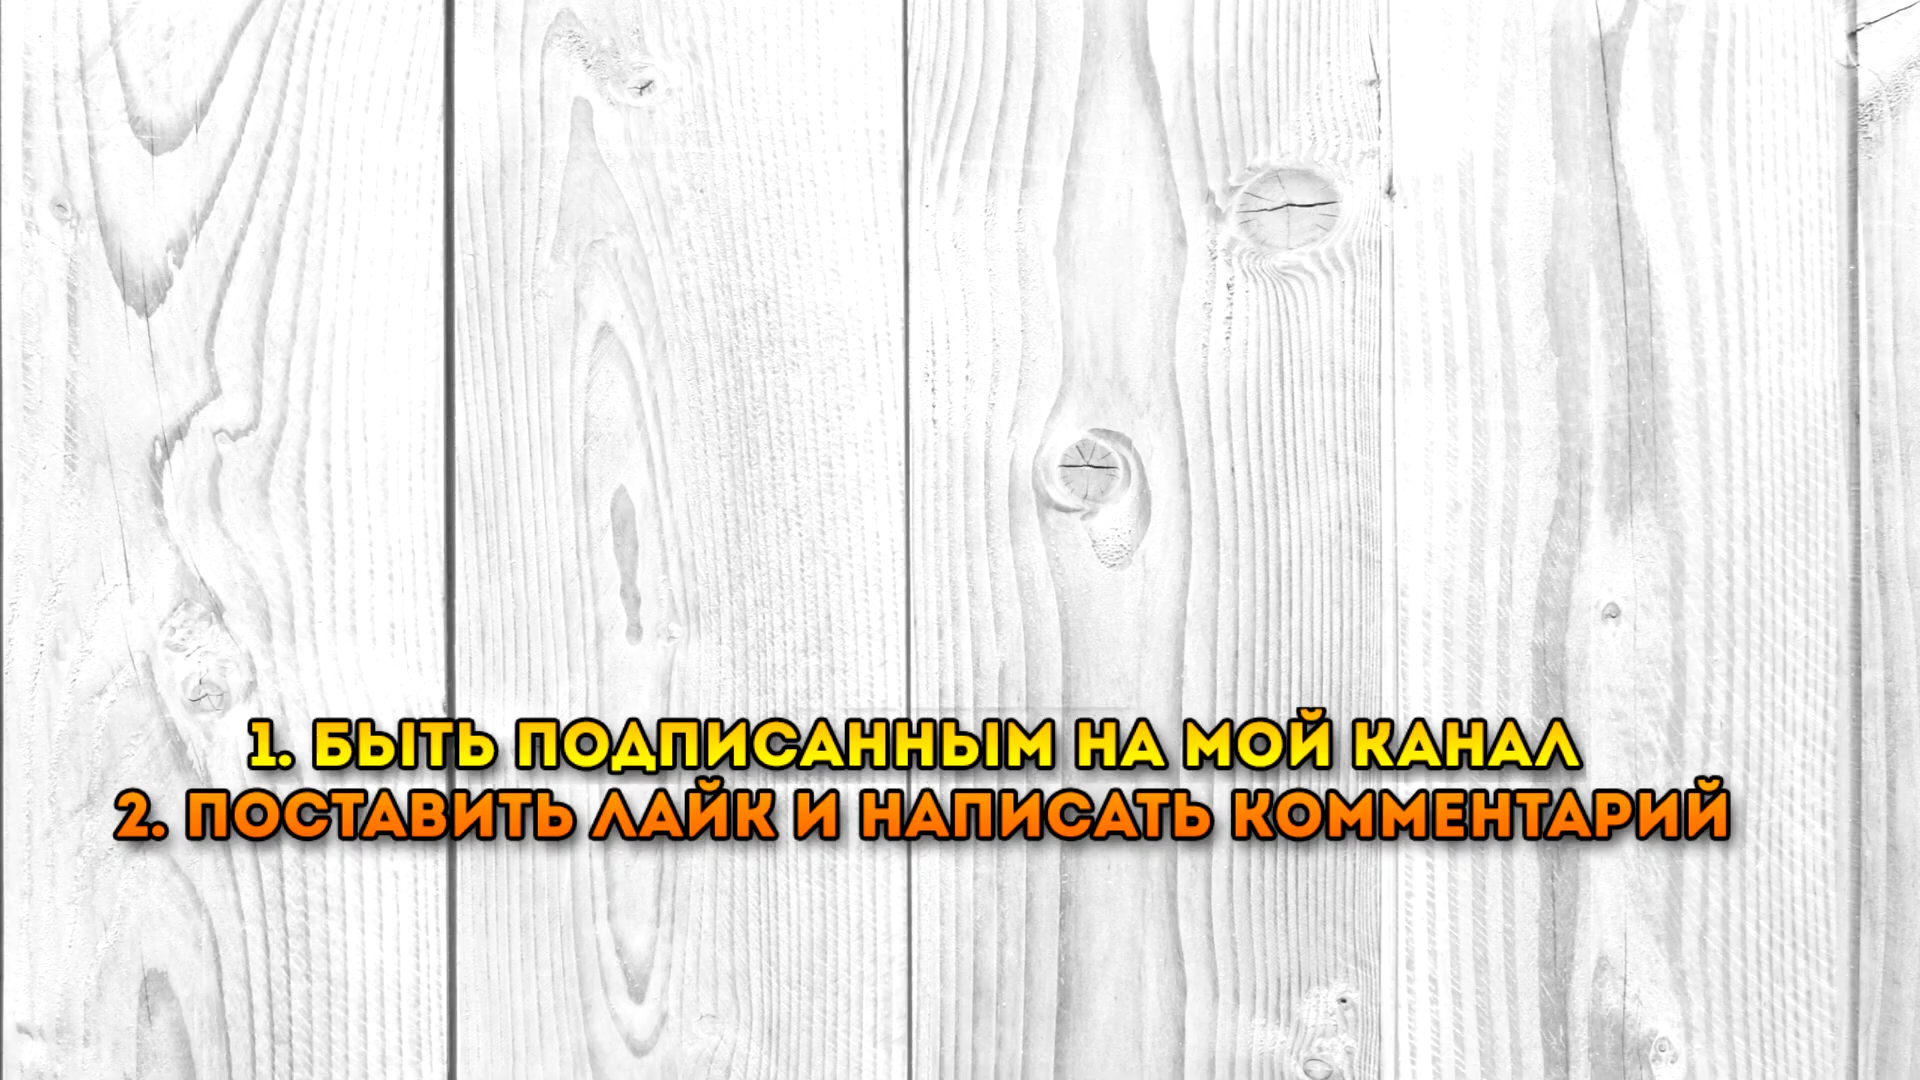 1. БЫТЬ ПОДПИСАННЫМ НА МОЙ КАНАЛ
2. ПОСТАВИТЬ ЛАЙК И НАПИСАТЬ КОММЕНТАРИЙ